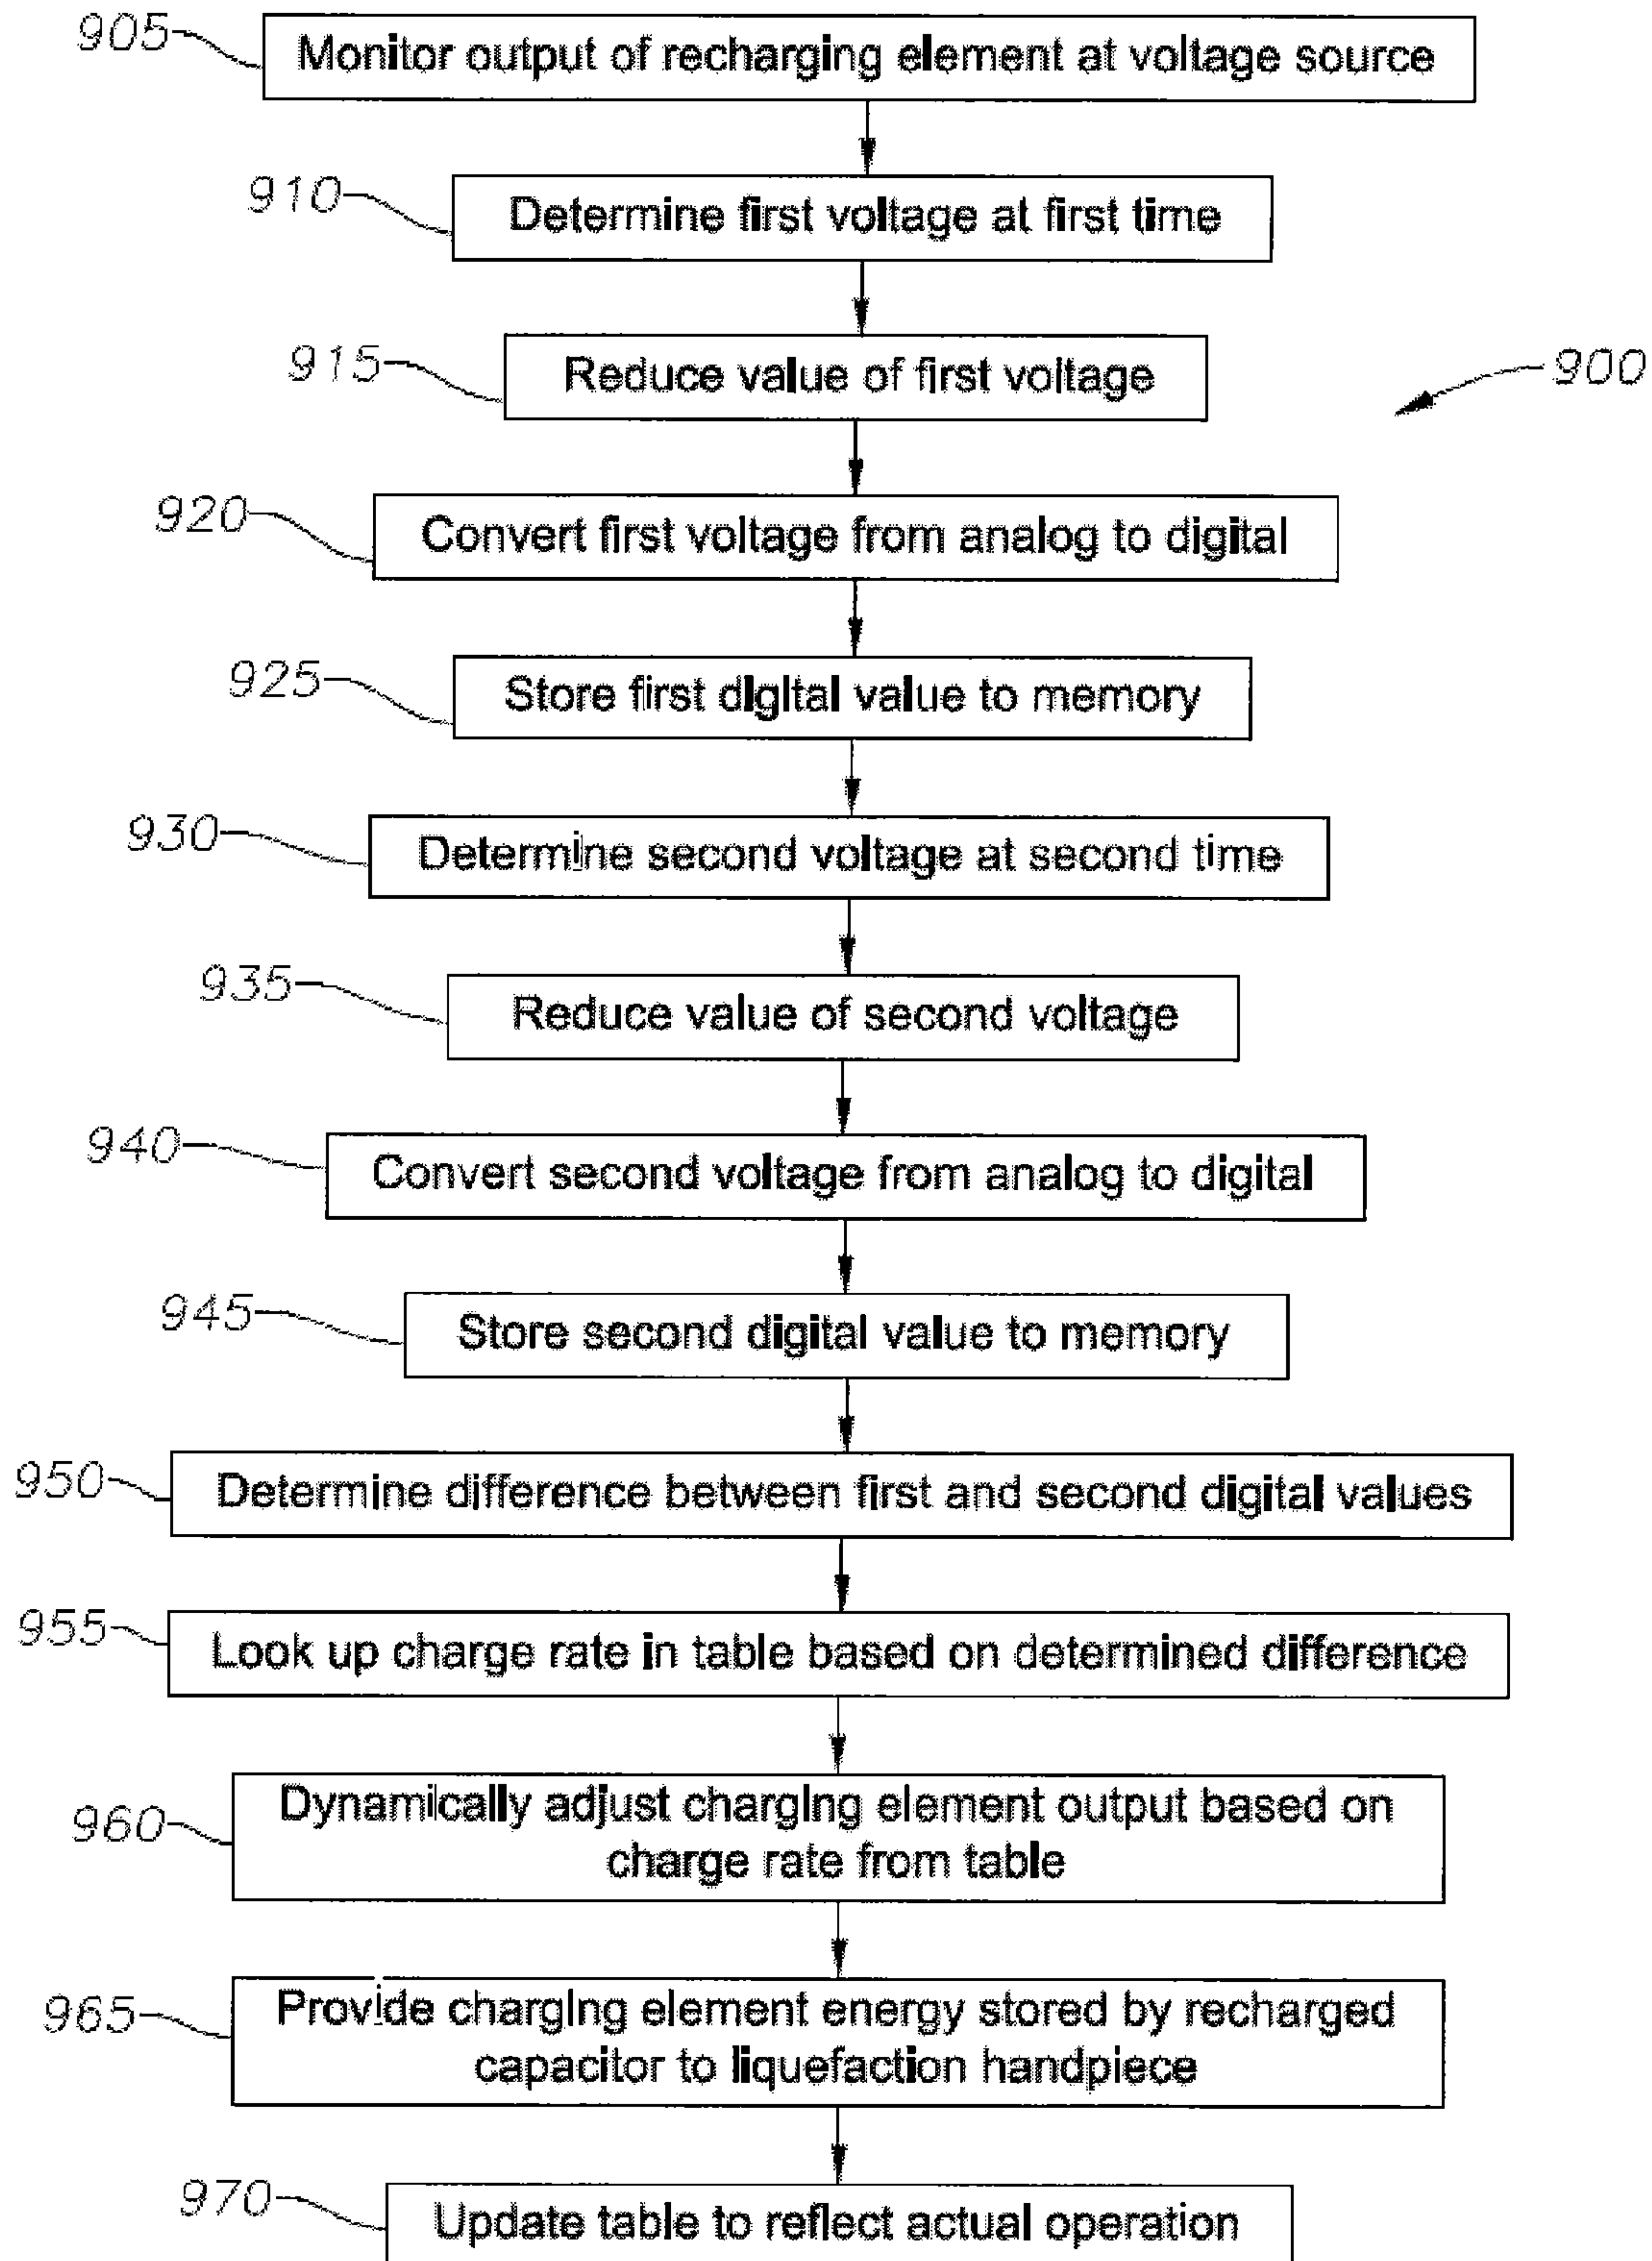 905
Monitor output of recharging element at voltage source
910
Determine first voltage at first time
915
Reduce value of first voltage
900
920
Convert first voltage from analog to digital
925
Store first digital value to memory
930
Determine second voltage at second time
935
Reduce value of second voltage
940
Convert second voltage from analog to digital
945
Store second digital value to memory
950
Determine difference between first and second digital values
955
Look up charge rate in table based on determined difference
960
Dynamically adjust charging element output based on
charge rate from table
965
Provide charging element energy stored by recharged
capacitor to liquefaction handpiece
970
Update table to reflect actual operation